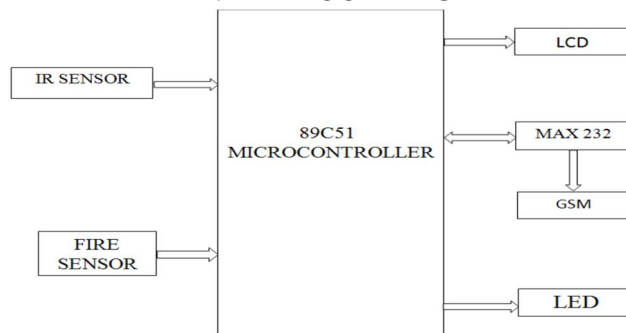 LCD
IR SENSOR
89C51
MICROCONTROLLER
MAX 232
GSM
FIRE
SENSOR
LED